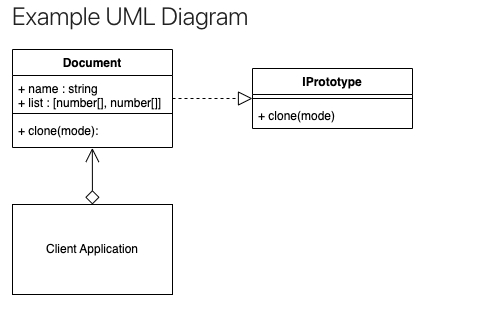 Example UML Diagram
Document
+ name : string
+ list : [number[], number[]]
+ clone(mode):
IPrototype
+ clone(mode)
Client Application